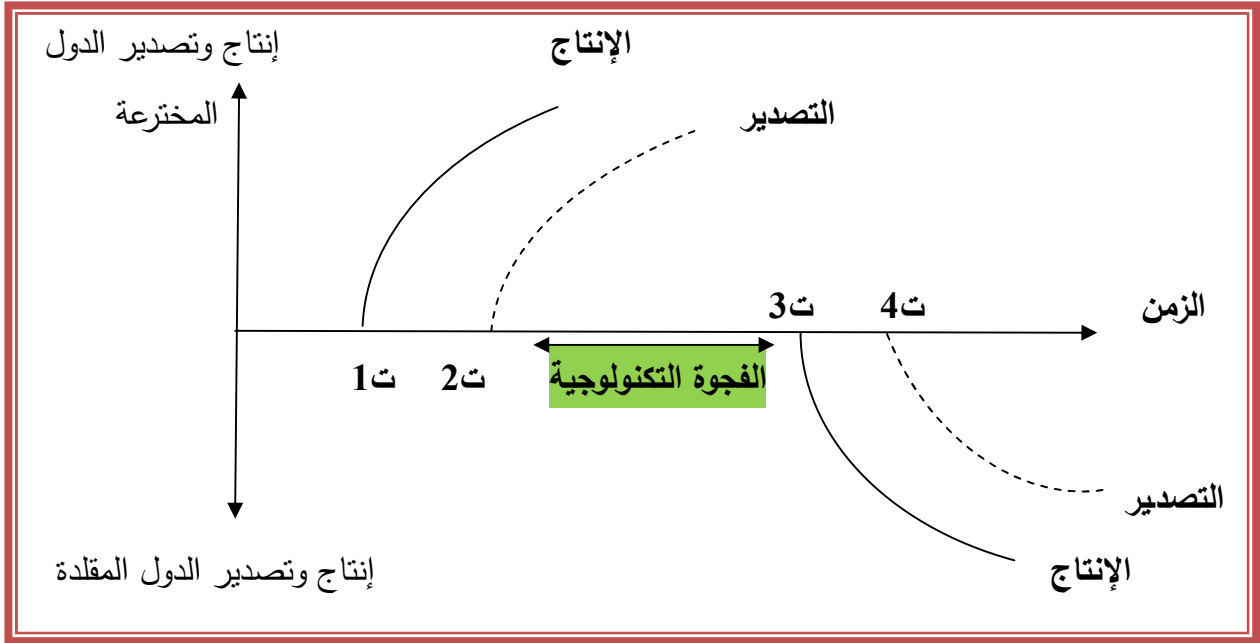 إنتاج وتصدير الدول
المخترعة
الإنتاج
التصدير
ت3
ت4
الزمن
ت1
ت2
الفجوة التكنولوجية
التصدير
الإنتاج
إنتاج وتصدير الدول المقلدة